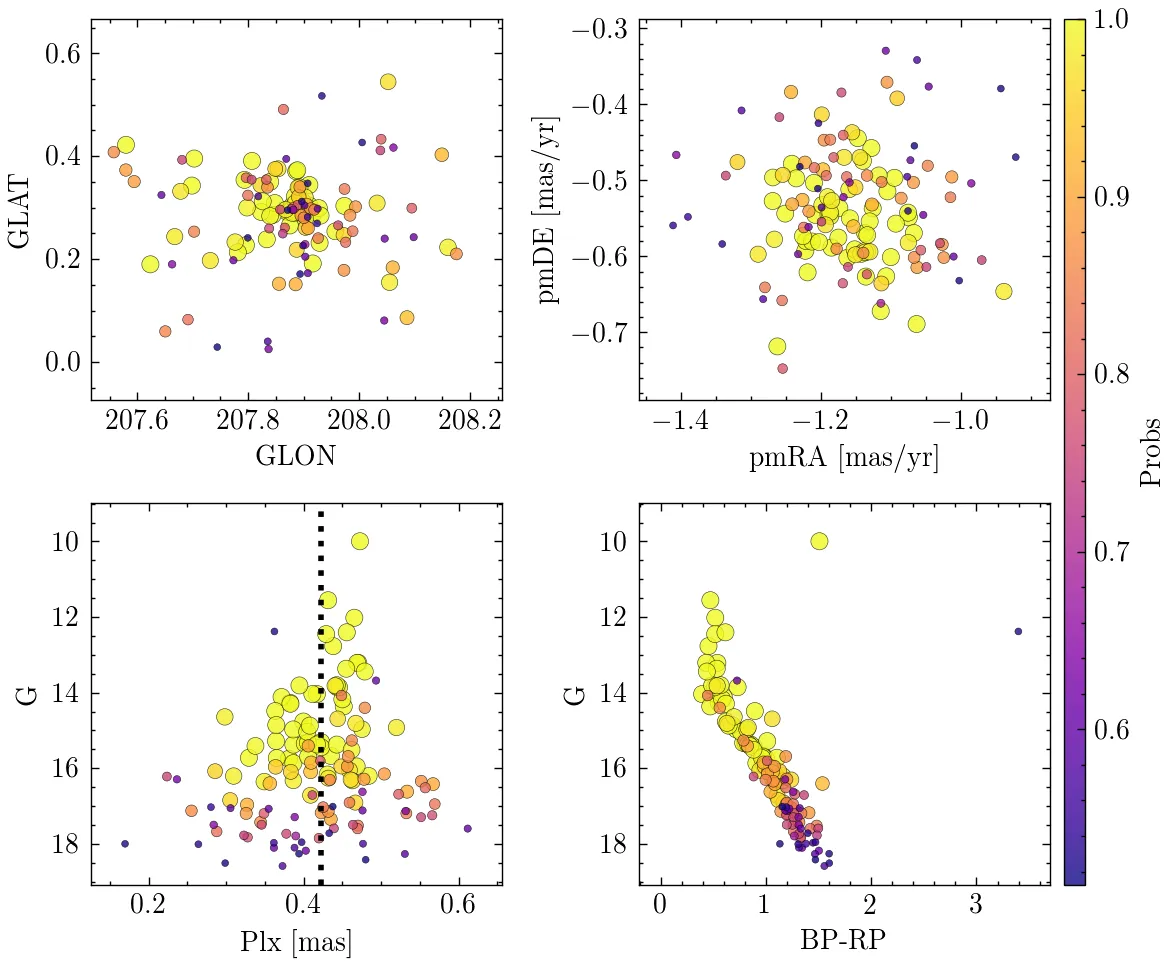 0.6
0.4
0.2
0.0
GLAT
207.6 207.8 208.0 208.2
GLON
−0.3
−0.4
−0.5
−0.6
−0.7
pmDE [mas/yr]
−1.4 −1.2 −1.0
pmRA [mas/yr]
10
12
14
16
18
G
0.2 0.4 0.6
Plx [mas]
10
12
14
16
18
G
0 1 2 3
BP-RP
1.0
0.9
0.8
0.7
0.6
Probs